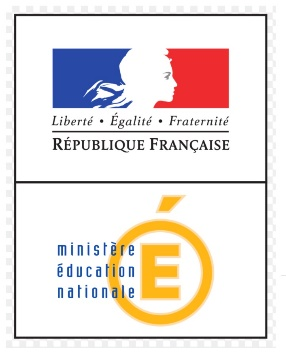 Liberté • Égalité • Fraternité
RÉPUBLIQUE FRANÇAISE
ministère
éducation
nationale
É